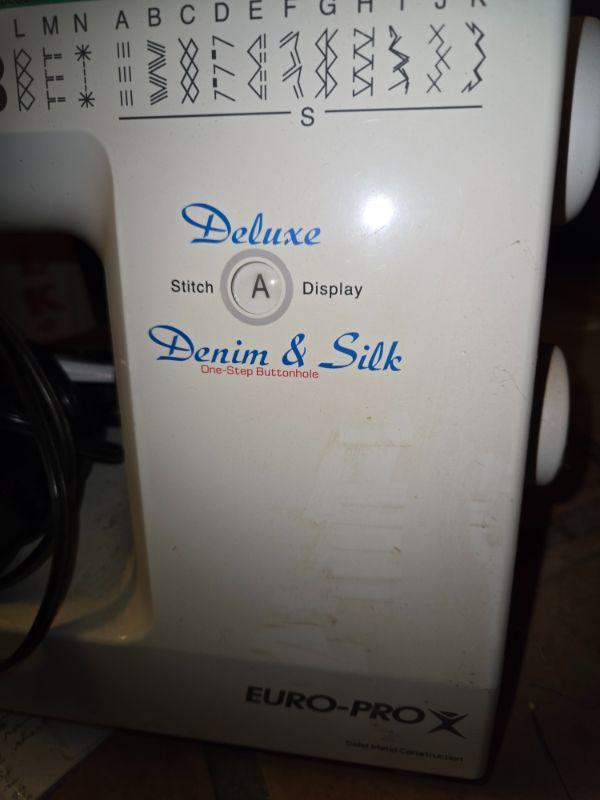 L M N A B C D E F G H I J K
S
Deluxe
Stitch A Display
Denim & Silk
One-Step Buttonhole
EURO-PRO X
Solid Metal Construction